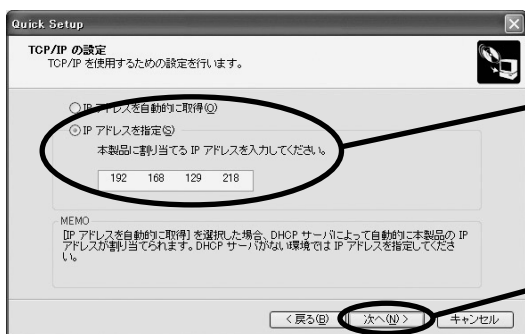 Quick Setup
TCP/IP の設定
TCP/IP を使用するための設定を行います。
IP アドレスを自動的に取得(O)
IP アドレスを指定(S)
本製品に割り当てる IP アドレスを入力してください。
192 168 129 218
MEMO
[IP アドレスを自動的に取得] を選択した場合、DHCP サーバによって自動的に本製品の IP
アドレスが割り当てられます。DHCP サーバがない環境では IP アドレスを指定してくださ
い。
< 戻る(B) 次へ(N) > キャンセル